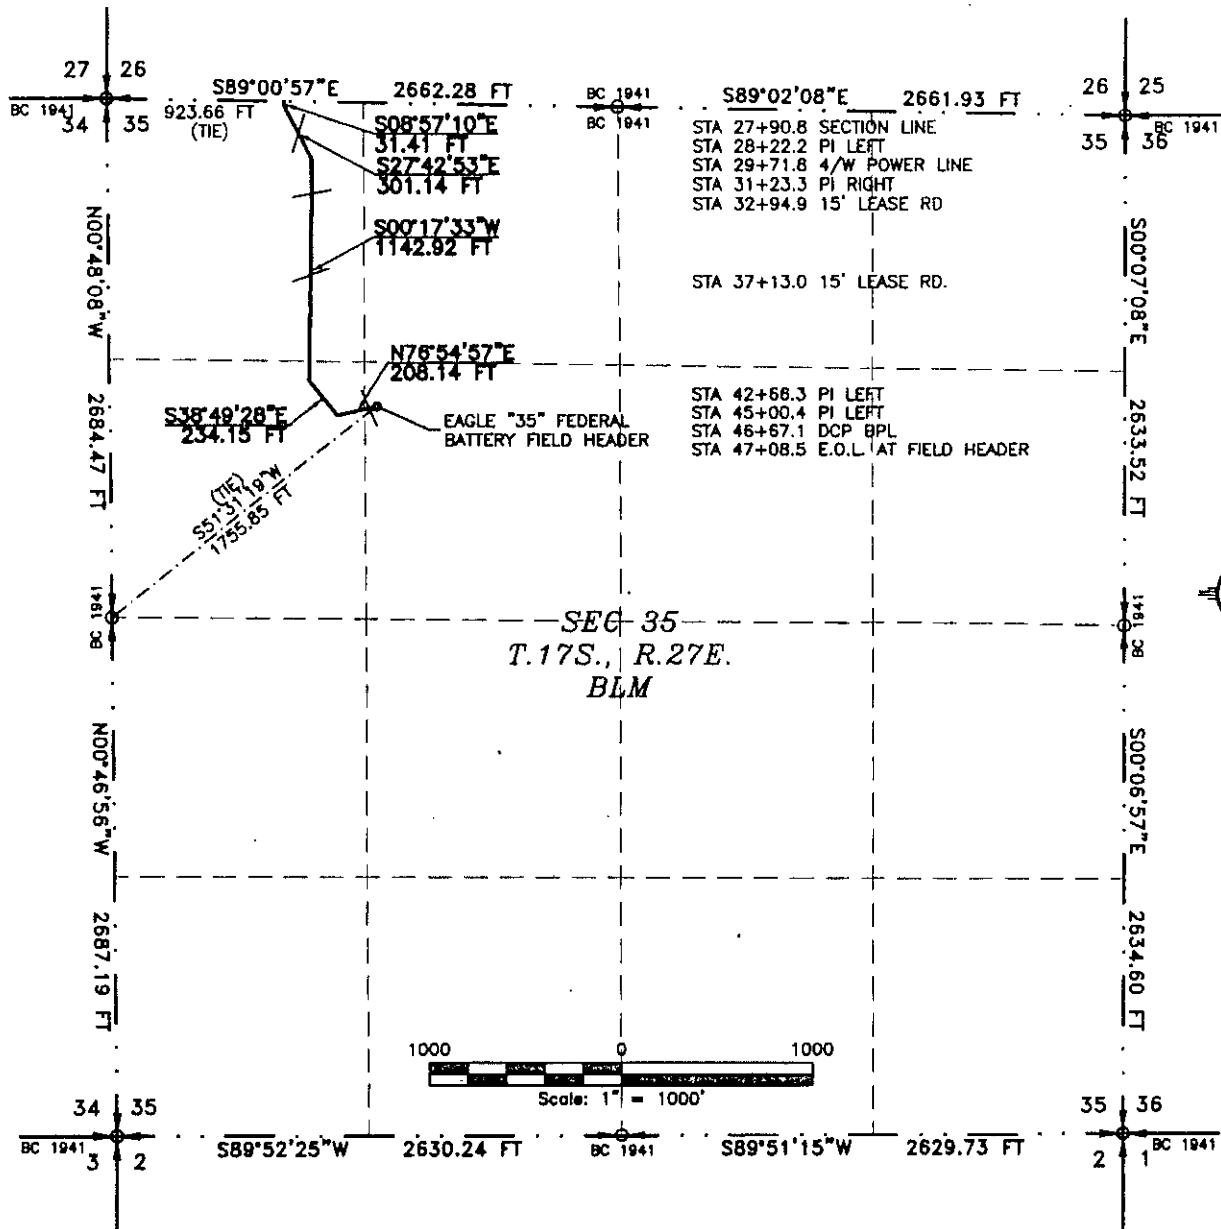 27 26
BC 1941
34 35
923.66 FT
(TIE)
S89°00'57"E 2662.28 FT
BC 1941
BC 1941
S89°02'08"E 2661.93 FT
26 25
BC 1941
35 36
S08°57'10"E
31.41 FT
S27°42'53"E
301.14 FT
S00°17'33"W
1142.92 FT
STA 27+90.8 SECTION LINE
STA 28+22.2 PI LEFT
STA 29+71.8 4/W POWER LINE
STA 31+23.3 PI RIGHT
STA 32+94.9 15' LEASE RD
STA 37+13.0 15' LEASE RD.
N00°48'08"W 2684.47 FT
S00°07'08"E 2633.52 FT
N76°54'57"E
208.14 FT
S38°49'28"E
234.15 FT
EAGLE "35" FEDERAL
BATTERY FIELD HEADER
STA 42+66.3 PI LEFT
STA 45+00.4 PI LEFT
STA 46+67.1 DCP BPL
STA 47+08.5 E.O.L. AT FIELD HEADER
(TIE)
S51°31'19"W
1755.85 FT
BC 1941
BC 1941
SEC 35
T.17S., R.27E.
BLM
N00°46'56"W 2687.19 FT
S00°06'57"E 2634.60 FT
1000 0 1000
Scale: 1" = 1000'
34 35
BC 1941
3 2
S89°52'25"W 2630.24 FT
BC 1941
S89°51'15"W 2629.73 FT
35 36
BC 1941
2 1